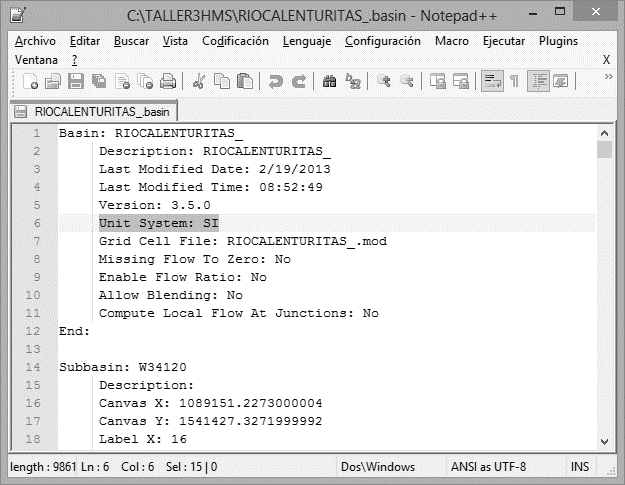 C:\TALLER3HMS\RIOCALENTURITAS_.basin - Notepad++
Archivo Editar Buscar Vista Codificación Lenguaje Configuración Macro Ejecutar Plugins
Ventana ? X
RIOCALENTURITAS_.basin
1 Basin: RIOCALENTURITAS_
2 Description: RIOCALENTURITAS_
3 Last Modified Date: 2/19/2013
4 Last Modified Time: 08:52:49
5 Version: 3.5.0
6 Unit System: SI
7 Grid Cell File: RIOCALENTURITAS_.mod
8 Missing Flow To Zero: No
9 Enable Flow Ratio: No
10 Allow Blending: No
11 Compute Local Flow At Junctions: No
12 End:
13
14 Subbasin: W34120
15 Description:
16 Canvas X: 1089151.2273000004
17 Canvas Y: 1541427.3271999992
18 Label X: 16
length : 9861 Ln : 6 Col : 6 Sel : 15 | 0 Dos\Windows ANSI as UTF-8 INS